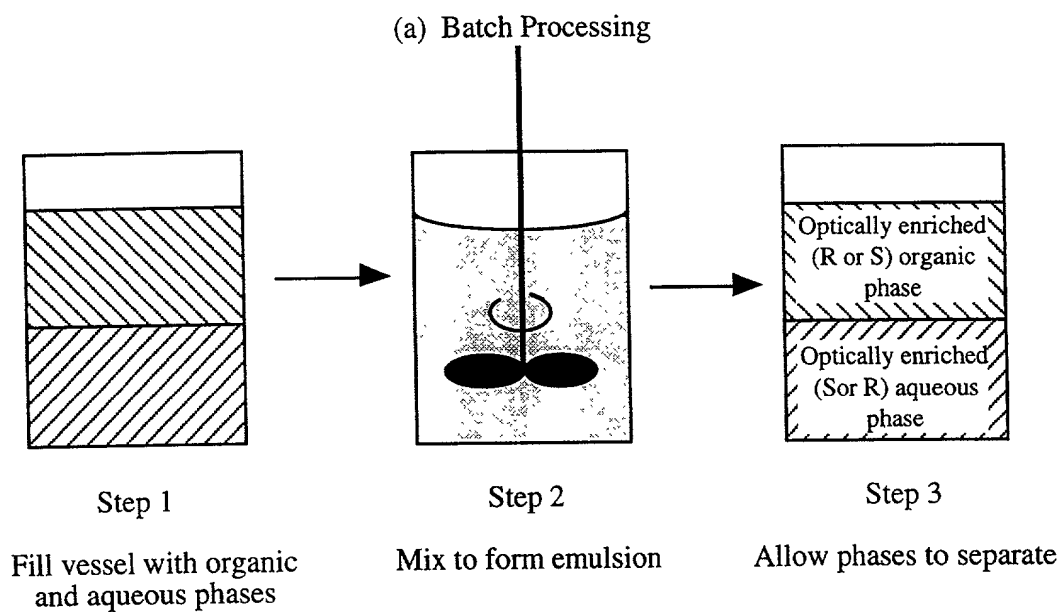 (a) Batch Processing
Optically enriched
(R or S) organic
phase
Optically enriched
(Sor R) aqueous
phase
Step 1
Step 2
Step 3
Fill vessel with organic
and aqueous phases
Mix to form emulsion
Allow phases to separate